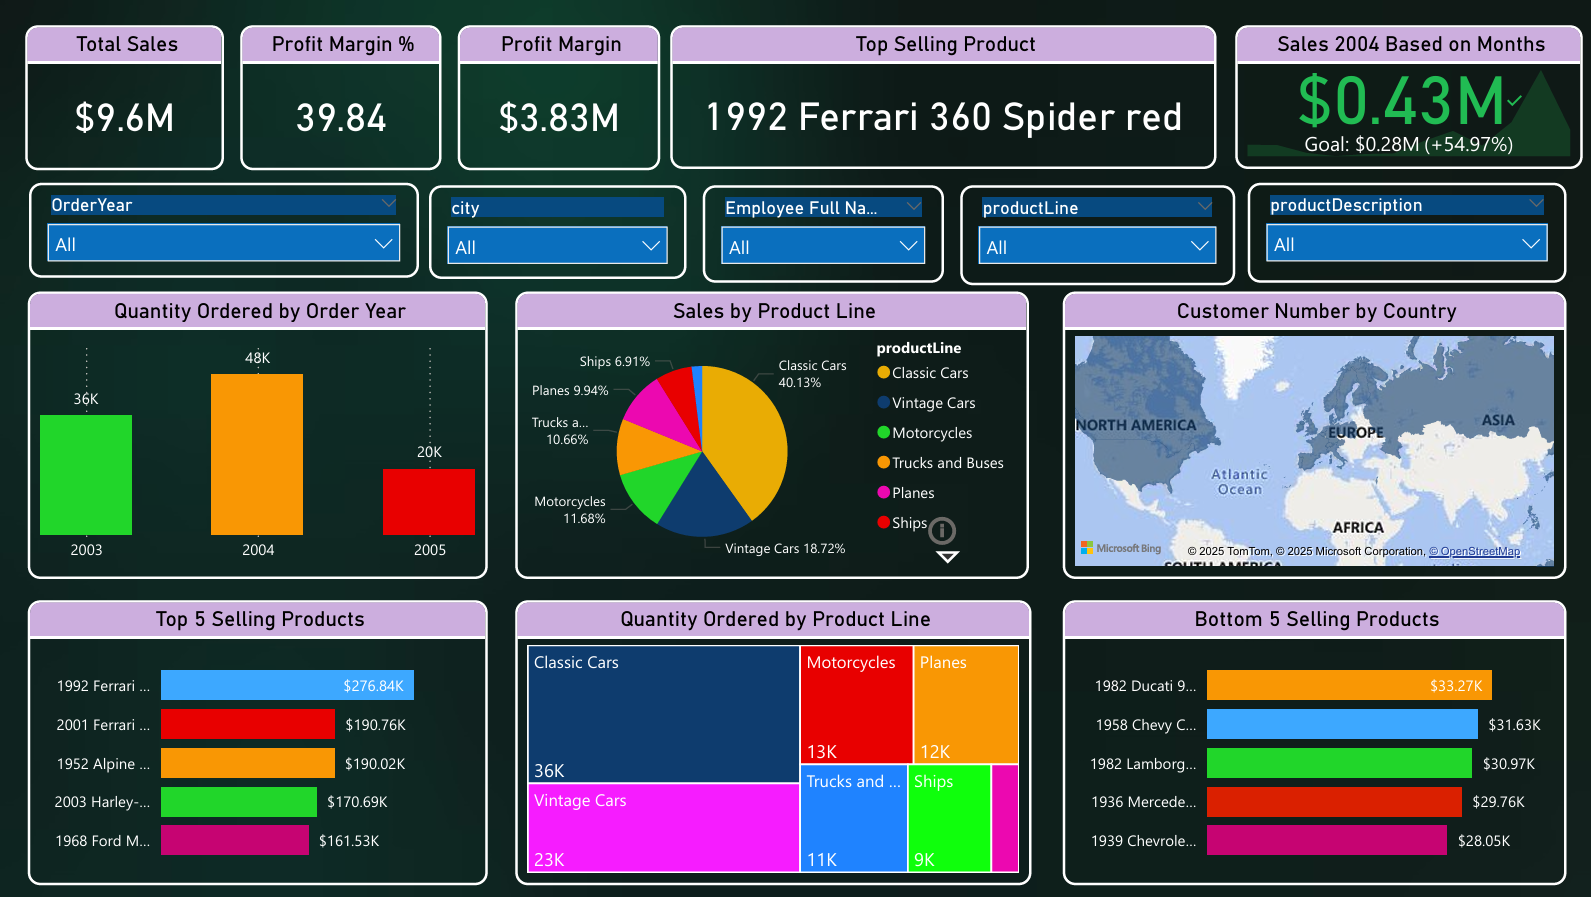 Total Sales
$9.6M
Profit Margin %
39.84
Profit Margin
$3.83M
Top Selling Product
1992 Ferrari 360 Spider red
Sales 2004 Based on Months
$0.43M
Goal: $0.28M (+54.97%)
OrderYear
All
city
All
Employee Full Na...
All
productLine
All
productDescription
All
Quantity Ordered by Order Year
36K
48K
20K
2003
2004
2005
Sales by Product Line
Ships 6.91%
Planes 9.94%
Trucks a...
10.66%
Motorcycles
11.68%
Classic Cars
40.13%
Vintage Cars 18.72%
productLine
Classic Cars
Vintage Cars
Motorcycles
Trucks and Buses
Planes
Ships
Customer Number by Country
NORTH AMERICA
EUROPE
ASIA
Atlantic
Ocean
AFRICA
Microsoft Bing
© 2025 TomTom, © 2025 Microsoft Corporation, © OpenStreetMap
SOUTH AMERICA
Top 5 Selling Products
1992 Ferrari ...
$276.84K
2001 Ferrari ...
$190.76K
1952 Alpine ...
$190.02K
2003 Harley-...
$170.69K
1968 Ford M...
$161.53K
Quantity Ordered by Product Line
Classic Cars
36K
Vintage Cars
23K
Motorcycles
13K
Planes
12K
Trucks and ...
11K
Ships
9K
Bottom 5 Selling Products
1982 Ducati 9...
$33.27K
1958 Chevy C...
$31.63K
1982 Lamborg...
$30.97K
1936 Mercede...
$29.76K
1939 Chevrole...
$28.05K